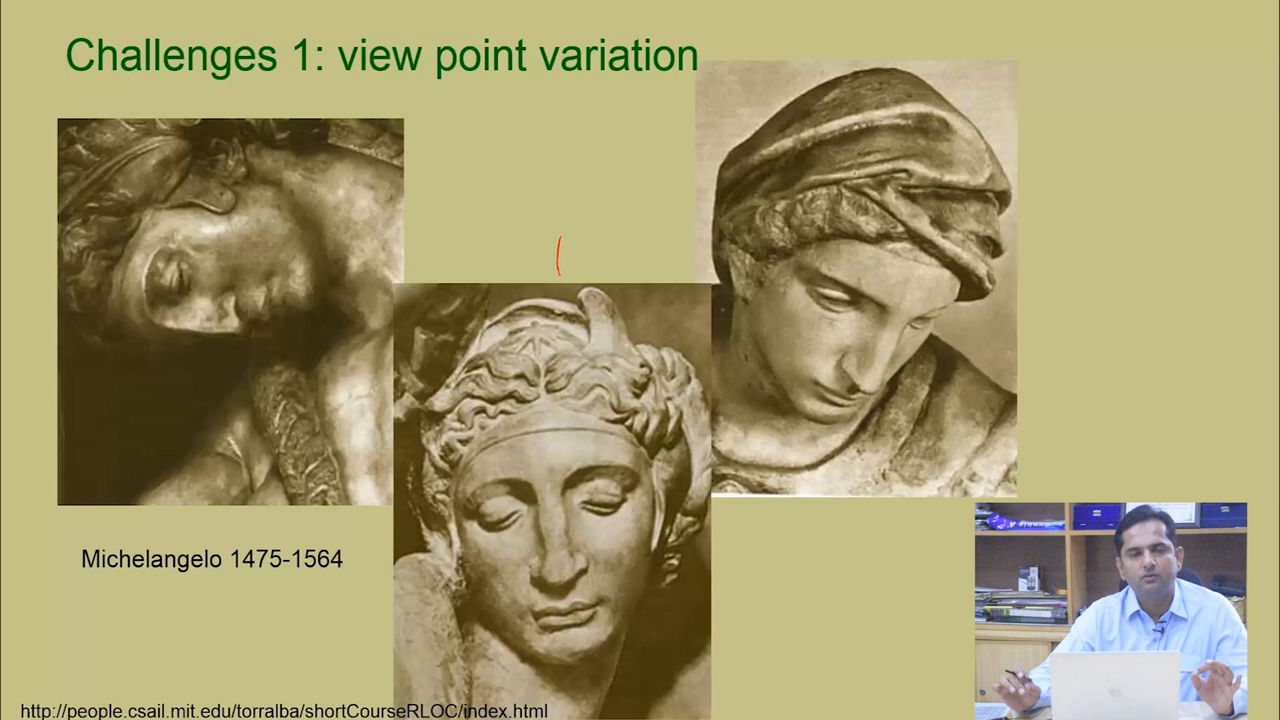 Challenges 1: view point variation
Michelangelo 1475-1564
http://people.csail.mit.edu/torralba/shortCourseRLOC/index.html